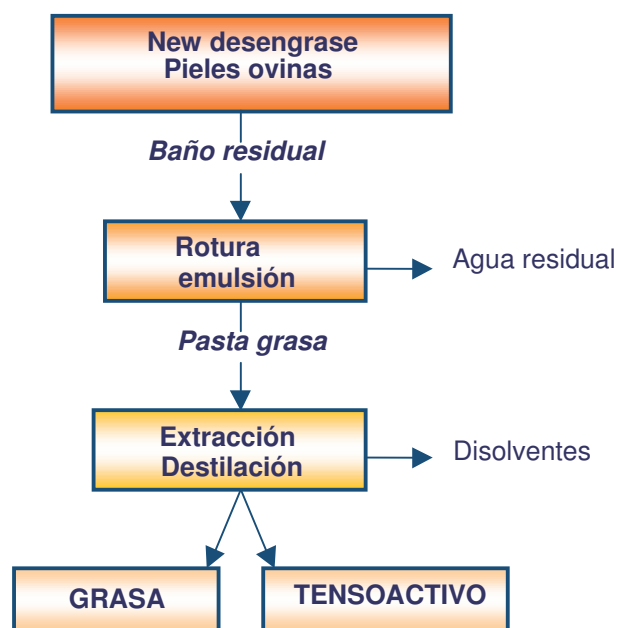 New desengrase
Pieles ovinas
Baño residual
Rotura
emulsión
Agua residual
Pasta grasa
Extracción
Destilación
Disolventes
GRASA
TENSOACTIVO